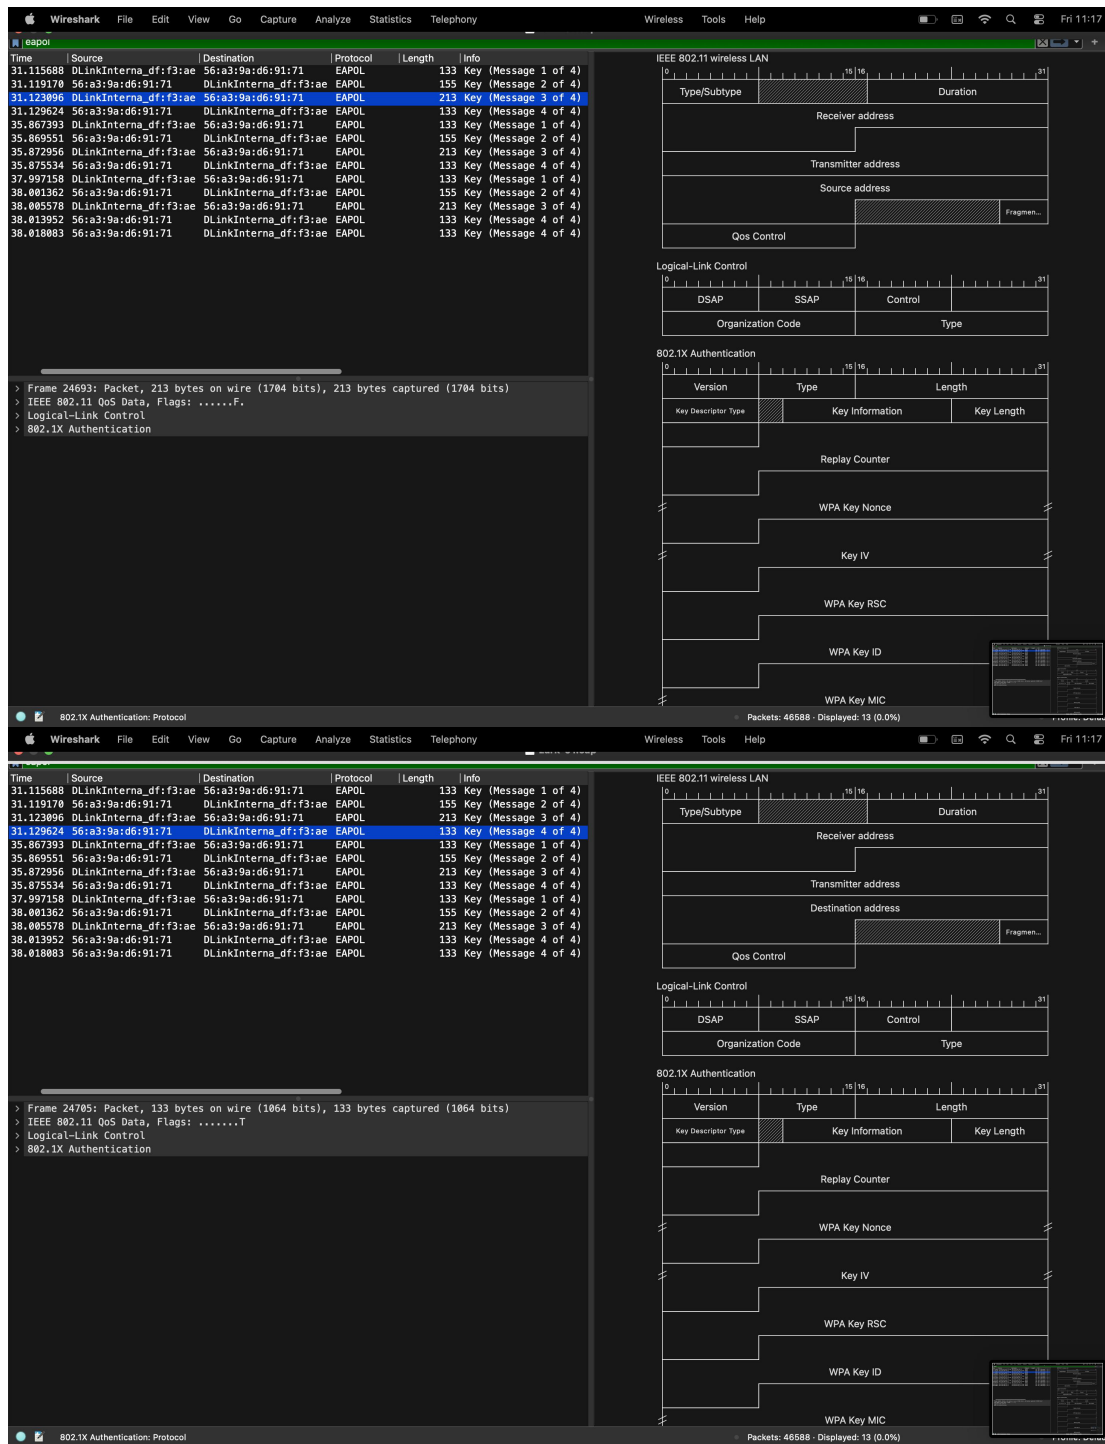 Wireshark File Edit View Go Capture Analyze Statistics Telephony Wireless Tools Help Fri 11:17
eapol
Time Source Destination Protocol Length Info
31.115688 DLinkInterna_df:f3:ae 56:a3:9a:d6:91:71 EAPOL 133 Key (Message 1 of 4)
31.119170 56:a3:9a:d6:91:71 DLinkInterna_df:f3:ae EAPOL 155 Key (Message 2 of 4)
31.123096 DLinkInterna_df:f3:ae 56:a3:9a:d6:91:71 EAPOL 213 Key (Message 3 of 4)
31.129624 56:a3:9a:d6:91:71 DLinkInterna_df:f3:ae EAPOL 133 Key (Message 4 of 4)
35.867393 DLinkInterna_df:f3:ae 56:a3:9a:d6:91:71 EAPOL 133 Key (Message 1 of 4)
35.869551 56:a3:9a:d6:91:71 DLinkInterna_df:f3:ae EAPOL 155 Key (Message 2 of 4)
35.872956 DLinkInterna_df:f3:ae 56:a3:9a:d6:91:71 EAPOL 213 Key (Message 3 of 4)
35.875534 56:a3:9a:d6:91:71 DLinkInterna_df:f3:ae EAPOL 133 Key (Message 4 of 4)
37.997158 DLinkInterna_df:f3:ae 56:a3:9a:d6:91:71 EAPOL 133 Key (Message 1 of 4)
38.001362 56:a3:9a:d6:91:71 DLinkInterna_df:f3:ae EAPOL 155 Key (Message 2 of 4)
38.005578 DLinkInterna_df:f3:ae 56:a3:9a:d6:91:71 EAPOL 213 Key (Message 3 of 4)
38.013952 56:a3:9a:d6:91:71 DLinkInterna_df:f3:ae EAPOL 133 Key (Message 4 of 4)
38.018083 56:a3:9a:d6:91:71 DLinkInterna_df:f3:ae EAPOL 133 Key (Message 4 of 4)
Frame 24693: Packet, 213 bytes on wire (1704 bits), 213 bytes captured (1704 bits)
IEEE 802.11 QoS Data, Flags: ......F.
Logical-Link Control
802.1X Authentication
IEEE 802.11 wireless LAN
0 15 16 31
Type/Subtype Duration
Receiver address
Transmitter address
Source address
Fragmen...
Qos Control
Logical-Link Control
0 15 16 31
DSAP SSAP Control
Organization Code Type
802.1X Authentication
0 15 16 31
Version Type Length
Key Descriptor Type Key Information Key Length
Replay Counter
WPA Key Nonce
Key IV
WPA Key RSC
WPA Key ID
WPA Key MIC
802.1X Authentication: Protocol Packets: 46588 · Displayed: 13 (0.0%)
Wireshark File Edit View Go Capture Analyze Statistics Telephony Wireless Tools Help Fri 11:17
Time Source Destination Protocol Length Info
31.115688 DLinkInterna_df:f3:ae 56:a3:9a:d6:91:71 EAPOL 133 Key (Message 1 of 4)
31.119170 56:a3:9a:d6:91:71 DLinkInterna_df:f3:ae EAPOL 155 Key (Message 2 of 4)
31.123096 DLinkInterna_df:f3:ae 56:a3:9a:d6:91:71 EAPOL 213 Key (Message 3 of 4)
31.129624 56:a3:9a:d6:91:71 DLinkInterna_df:f3:ae EAPOL 133 Key (Message 4 of 4)
35.867393 DLinkInterna_df:f3:ae 56:a3:9a:d6:91:71 EAPOL 133 Key (Message 1 of 4)
35.869551 56:a3:9a:d6:91:71 DLinkInterna_df:f3:ae EAPOL 155 Key (Message 2 of 4)
35.872956 DLinkInterna_df:f3:ae 56:a3:9a:d6:91:71 EAPOL 213 Key (Message 3 of 4)
35.875534 56:a3:9a:d6:91:71 DLinkInterna_df:f3:ae EAPOL 133 Key (Message 4 of 4)
37.997158 DLinkInterna_df:f3:ae 56:a3:9a:d6:91:71 EAPOL 133 Key (Message 1 of 4)
38.001362 56:a3:9a:d6:91:71 DLinkInterna_df:f3:ae EAPOL 155 Key (Message 2 of 4)
38.005578 DLinkInterna_df:f3:ae 56:a3:9a:d6:91:71 EAPOL 213 Key (Message 3 of 4)
38.013952 56:a3:9a:d6:91:71 DLinkInterna_df:f3:ae EAPOL 133 Key (Message 4 of 4)
38.018083 56:a3:9a:d6:91:71 DLinkInterna_df:f3:ae EAPOL 133 Key (Message 4 of 4)
Frame 24705: Packet, 133 bytes on wire (1064 bits), 133 bytes captured (1064 bits)
IEEE 802.11 QoS Data, Flags: .......T
Logical-Link Control
802.1X Authentication
IEEE 802.11 wireless LAN
0 15 16 31
Type/Subtype Duration
Receiver address
Transmitter address
Destination address
Fragmen...
Qos Control
Logical-Link Control
0 15 16 31
DSAP SSAP Control
Organization Code Type
802.1X Authentication
0 15 16 31
Version Type Length
Key Descriptor Type Key Information Key Length
Replay Counter
WPA Key Nonce
Key IV
WPA Key RSC
WPA Key ID
WPA Key MIC
802.1X Authentication: Protocol Packets: 46588 · Displayed: 13 (0.0%)